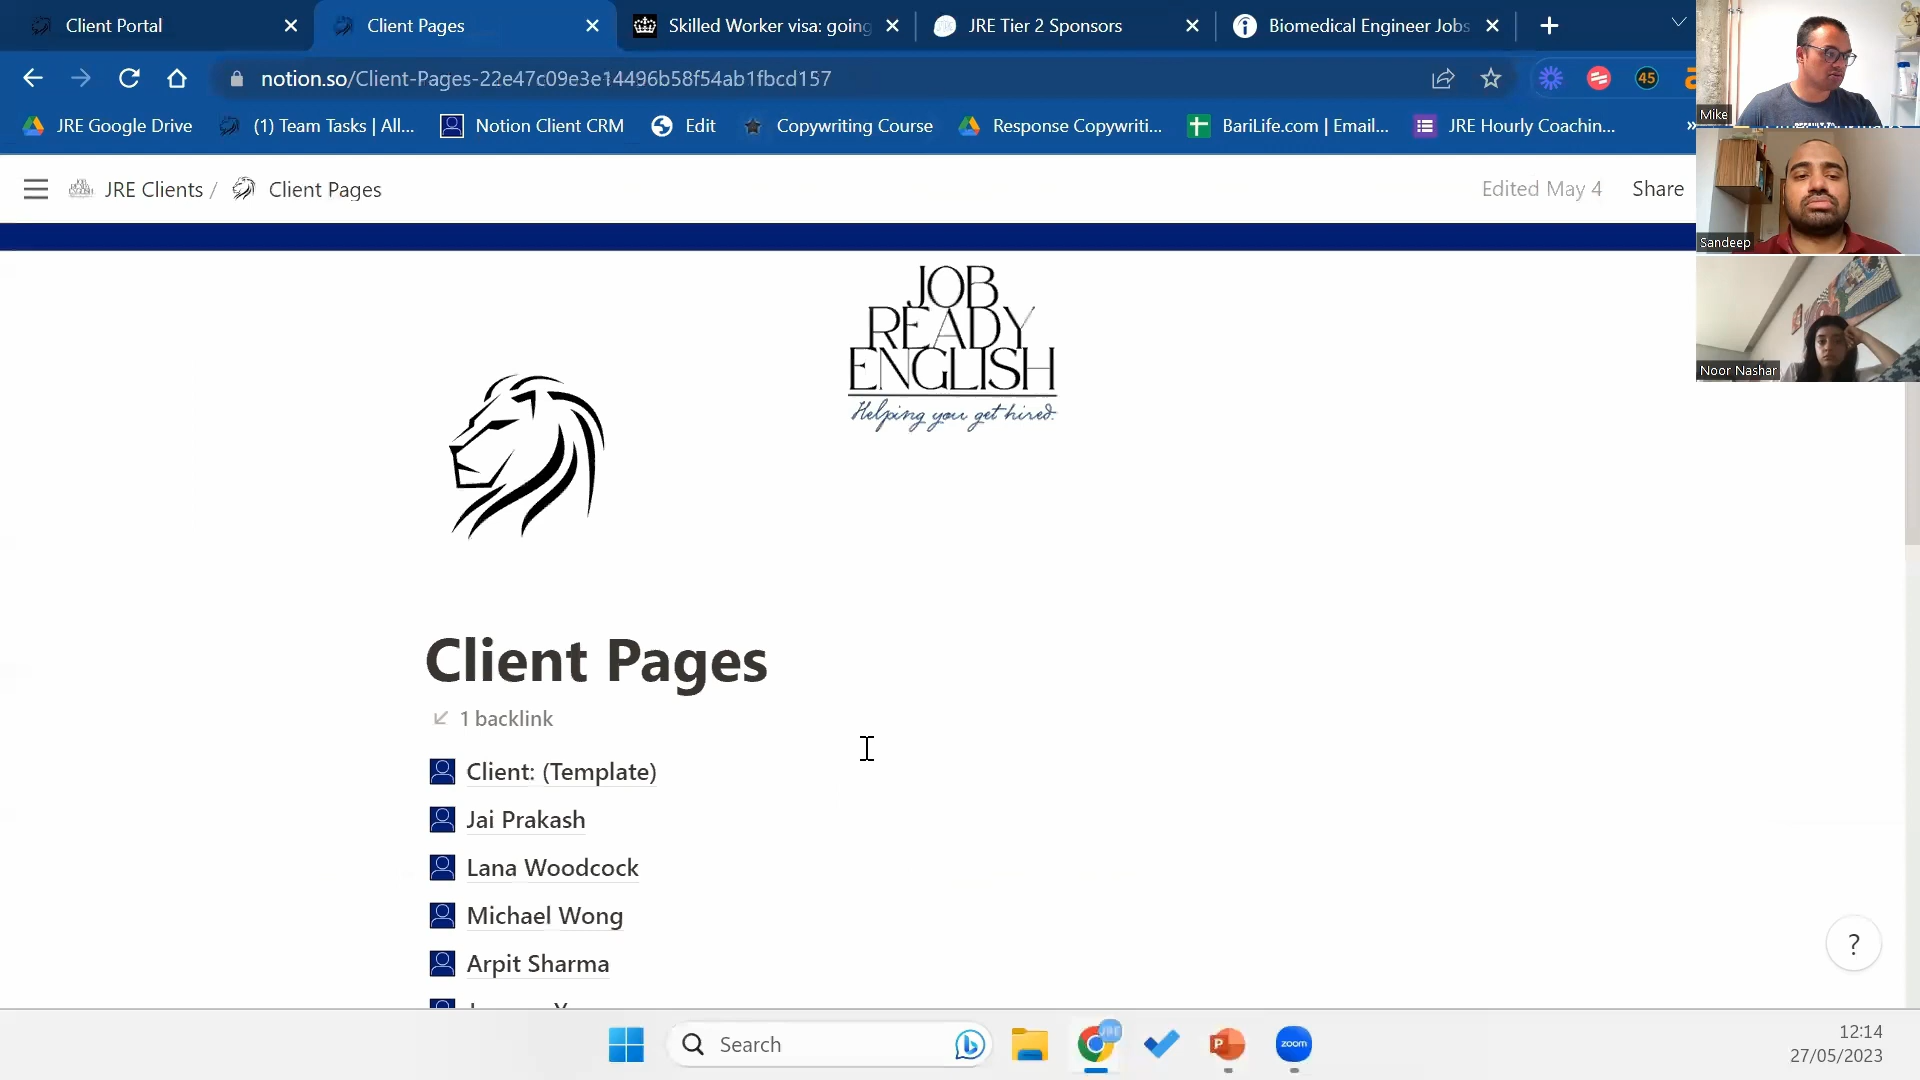 Client Portal
Client Pages
Skilled Worker visa: going
JRE Tier 2 Sponsors
Biomedical Engineer Jobs
notion.so/Client-Pages-22e47c09e3e14496b58f54ab1fbcd157
45
JRE Google Drive
(1) Team Tasks | All...
Notion Client CRM
Edit
Copywriting Course
Response Copywriti...
BariLife.com | Email...
JRE Hourly Coachin...
»
Mike
Sandeep
Noor Nashar
JRE Clients / Client Pages
Edited May 4
Share
JOB
READY
ENGLISH
Helping you get hired.
Client Pages
1 backlink
Client: (Template)
Jai Prakash
Lana Woodcock
Michael Wong
Arpit Sharma
?
Search
JRE
P
zoom
12:14
27/05/2023